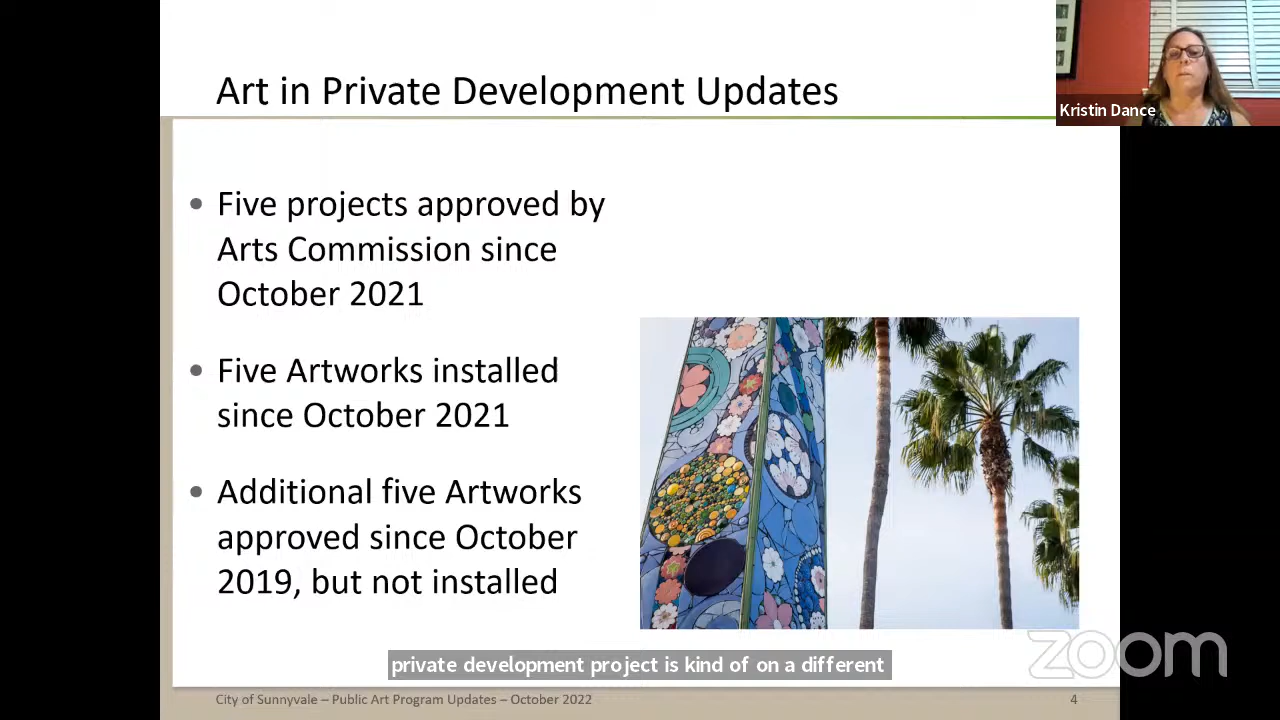 Art in Private Development Updates
Kristin Dance
• Five projects approved by
Arts Commission since
October 2021
• Five Artworks installed
since October 2021
• Additional five Artworks
approved since October
2019, but not installed
zoom
private development project is kind of on a different
City of Sunnyvale – Public Art Program Updates – October 2022
4